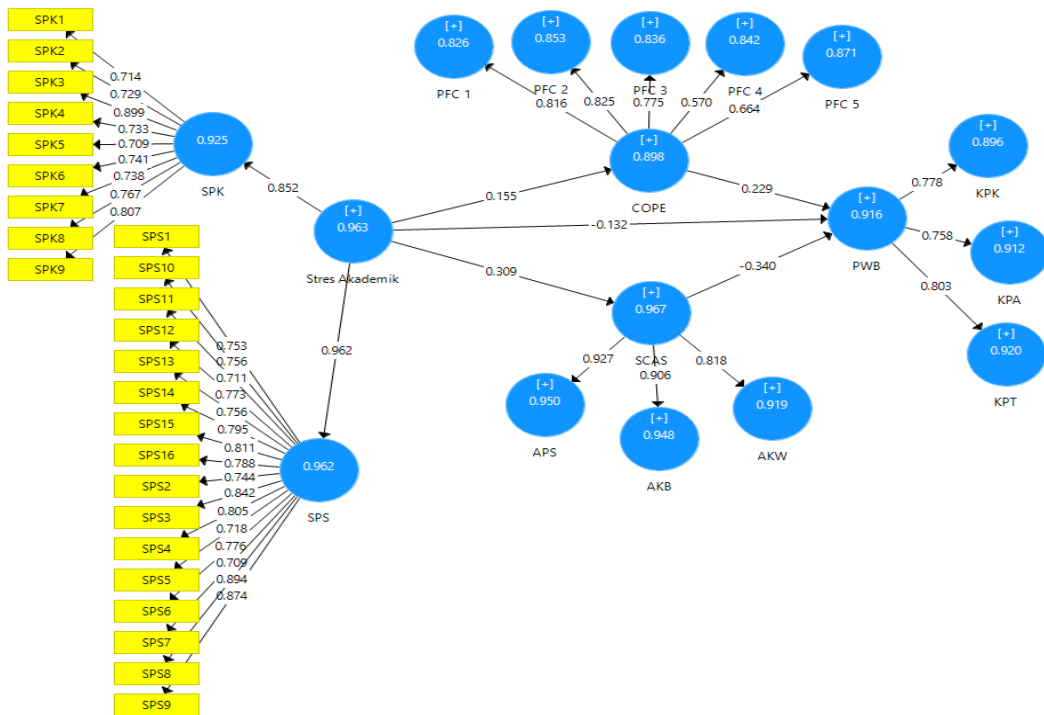 SPK1
SPK2
SPK3
SPK4
SPK5
SPK6
SPK7
SPK8
SPK9
0.714
0.729
0.899
0.733
0.709
0.741
0.738
0.767
0.807
0.925
SPK
0.852
SPS1
SPS10
SPS11
SPS12
SPS13
SPS14
SPS15
SPS16
SPS2
SPS3
SPS4
SPS5
SPS6
SPS7
SPS8
SPS9
0.753
0.756
0.711
0.773
0.756
0.795
0.811
0.788
0.744
0.842
0.805
0.718
0.776
0.709
0.894
0.874
0.962
SPS
0.962
[+]
0.963
Stres Akademik
0.155
-0.132
0.309
[+]
0.826
PFC 1
[+]
0.853
PFC 2
[+]
0.836
PFC 3
[+]
0.842
PFC 4
[+]
0.871
PFC 5
0.816
0.825
0.775
0.570
0.664
[+]
0.898
COPE
0.229
-0.340
[+]
0.967
SCAS
0.927
0.906
0.818
[+]
0.950
APS
[+]
0.948
AKB
[+]
0.919
AKW
[+]
0.916
PWB
0.778
0.758
0.803
[+]
0.896
KPK
[+]
0.912
KPA
[+]
0.920
KPT